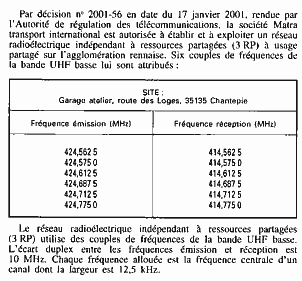 Par décision nº 2001-56 en date du 17 janvier 2001, rendue par
l'Autorité de régulation des télécommunications, la société Matra
transport international est autorisée à établir et à exploiter un réseau
radioélectrique indépendant à ressources partagées (3 RP) à usage
partagé sur l'agglomération rennaise. Six couples de fréquences de
la bande UHF basse lui sont attribués :
SITE :
Garage atelier, route des Loges, 35135 Chantepie
Fréquence émission (MHz) Fréquence réception (MHz)
424,562 5 414,562 5
424,575 0 414,575 0
424,612 5 414,612 5
424,687 5 414,687 5
424,712 5 414,712 5
424,775 0 414,775 0
Le réseau radioélectrique indépendant à ressources partagées
(3 RP) utilise des couples de fréquences de la bande UHF basse.
L'écart duplex entre les fréquences émission et réception est
10 MHz. Chaque fréquence allouée est la fréquence centrale d'un
canal dont la largeur est 12,5 kHz.